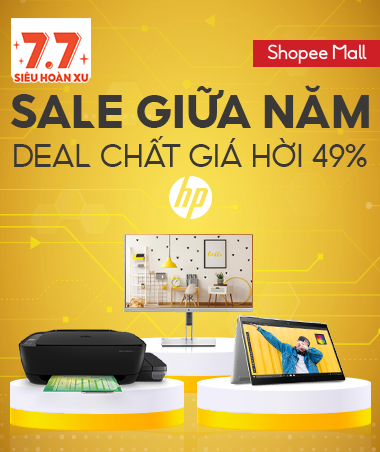 7.7
SIÊU HOÀN XU
Shopee Mall
SALE GIỮA NĂM
DEAL CHẤT GIÁ HỜI 49%
hp